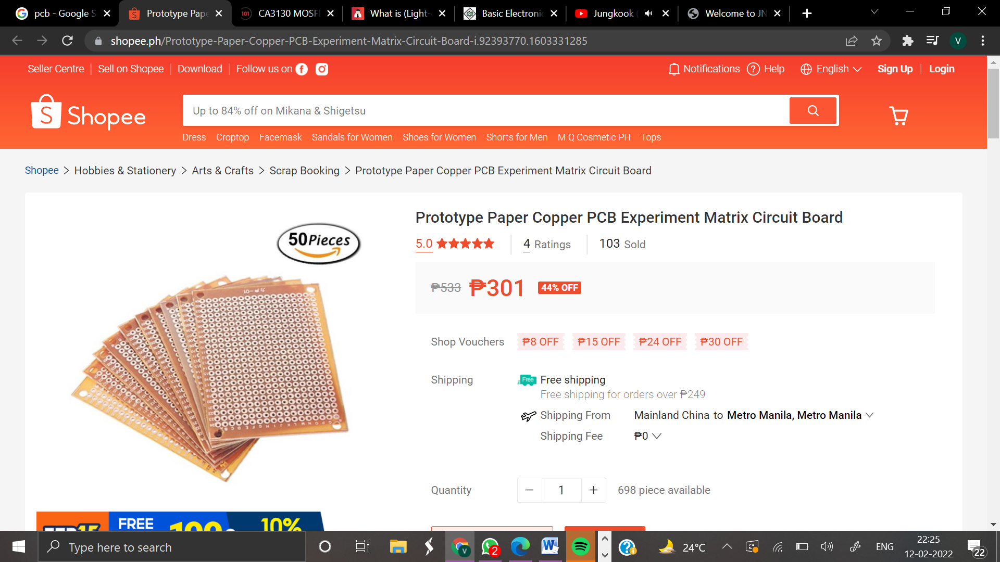 pcb - Google S
Prototype Pape
CA3130 MOSF
What is (Light-
Basic Electronic
Jungkook (
Welcome to JN
shopee.ph/Prototype-Paper-Copper-PCB-Experiment-Matrix-Circuit-Board-i.92393770.1603331285
V
Seller Centre
Sell on Shopee
Download
Follow us on
Notifications
Help
English
Sign Up
Login
Shopee
Up to 84% off on Mikana & Shigetsu
Dress Croptop Facemask Sandals for Women Shoes for Women Shorts for Men M Q Cosmetic PH Tops
Shopee > Hobbies & Stationery > Arts & Crafts > Scrap Booking > Prototype Paper Copper PCB Experiment Matrix Circuit Board
50 Pieces
Prototype Paper Copper PCB Experiment Matrix Circuit Board
5.0
4 Ratings
103 Sold
₱533 ₱301 44% OFF
Shop Vouchers ₱8 OFF ₱15 OFF ₱24 OFF ₱30 OFF
Shipping Free Free shipping
Free shipping for orders over ₱249
Shipping From Mainland China to Metro Manila, Metro Manila
Shipping Fee ₱0
Quantity − 1 + 698 piece available
FREE
10%
Type here to search
V
2
24°C
ENG
22:25
12-02-2022
22